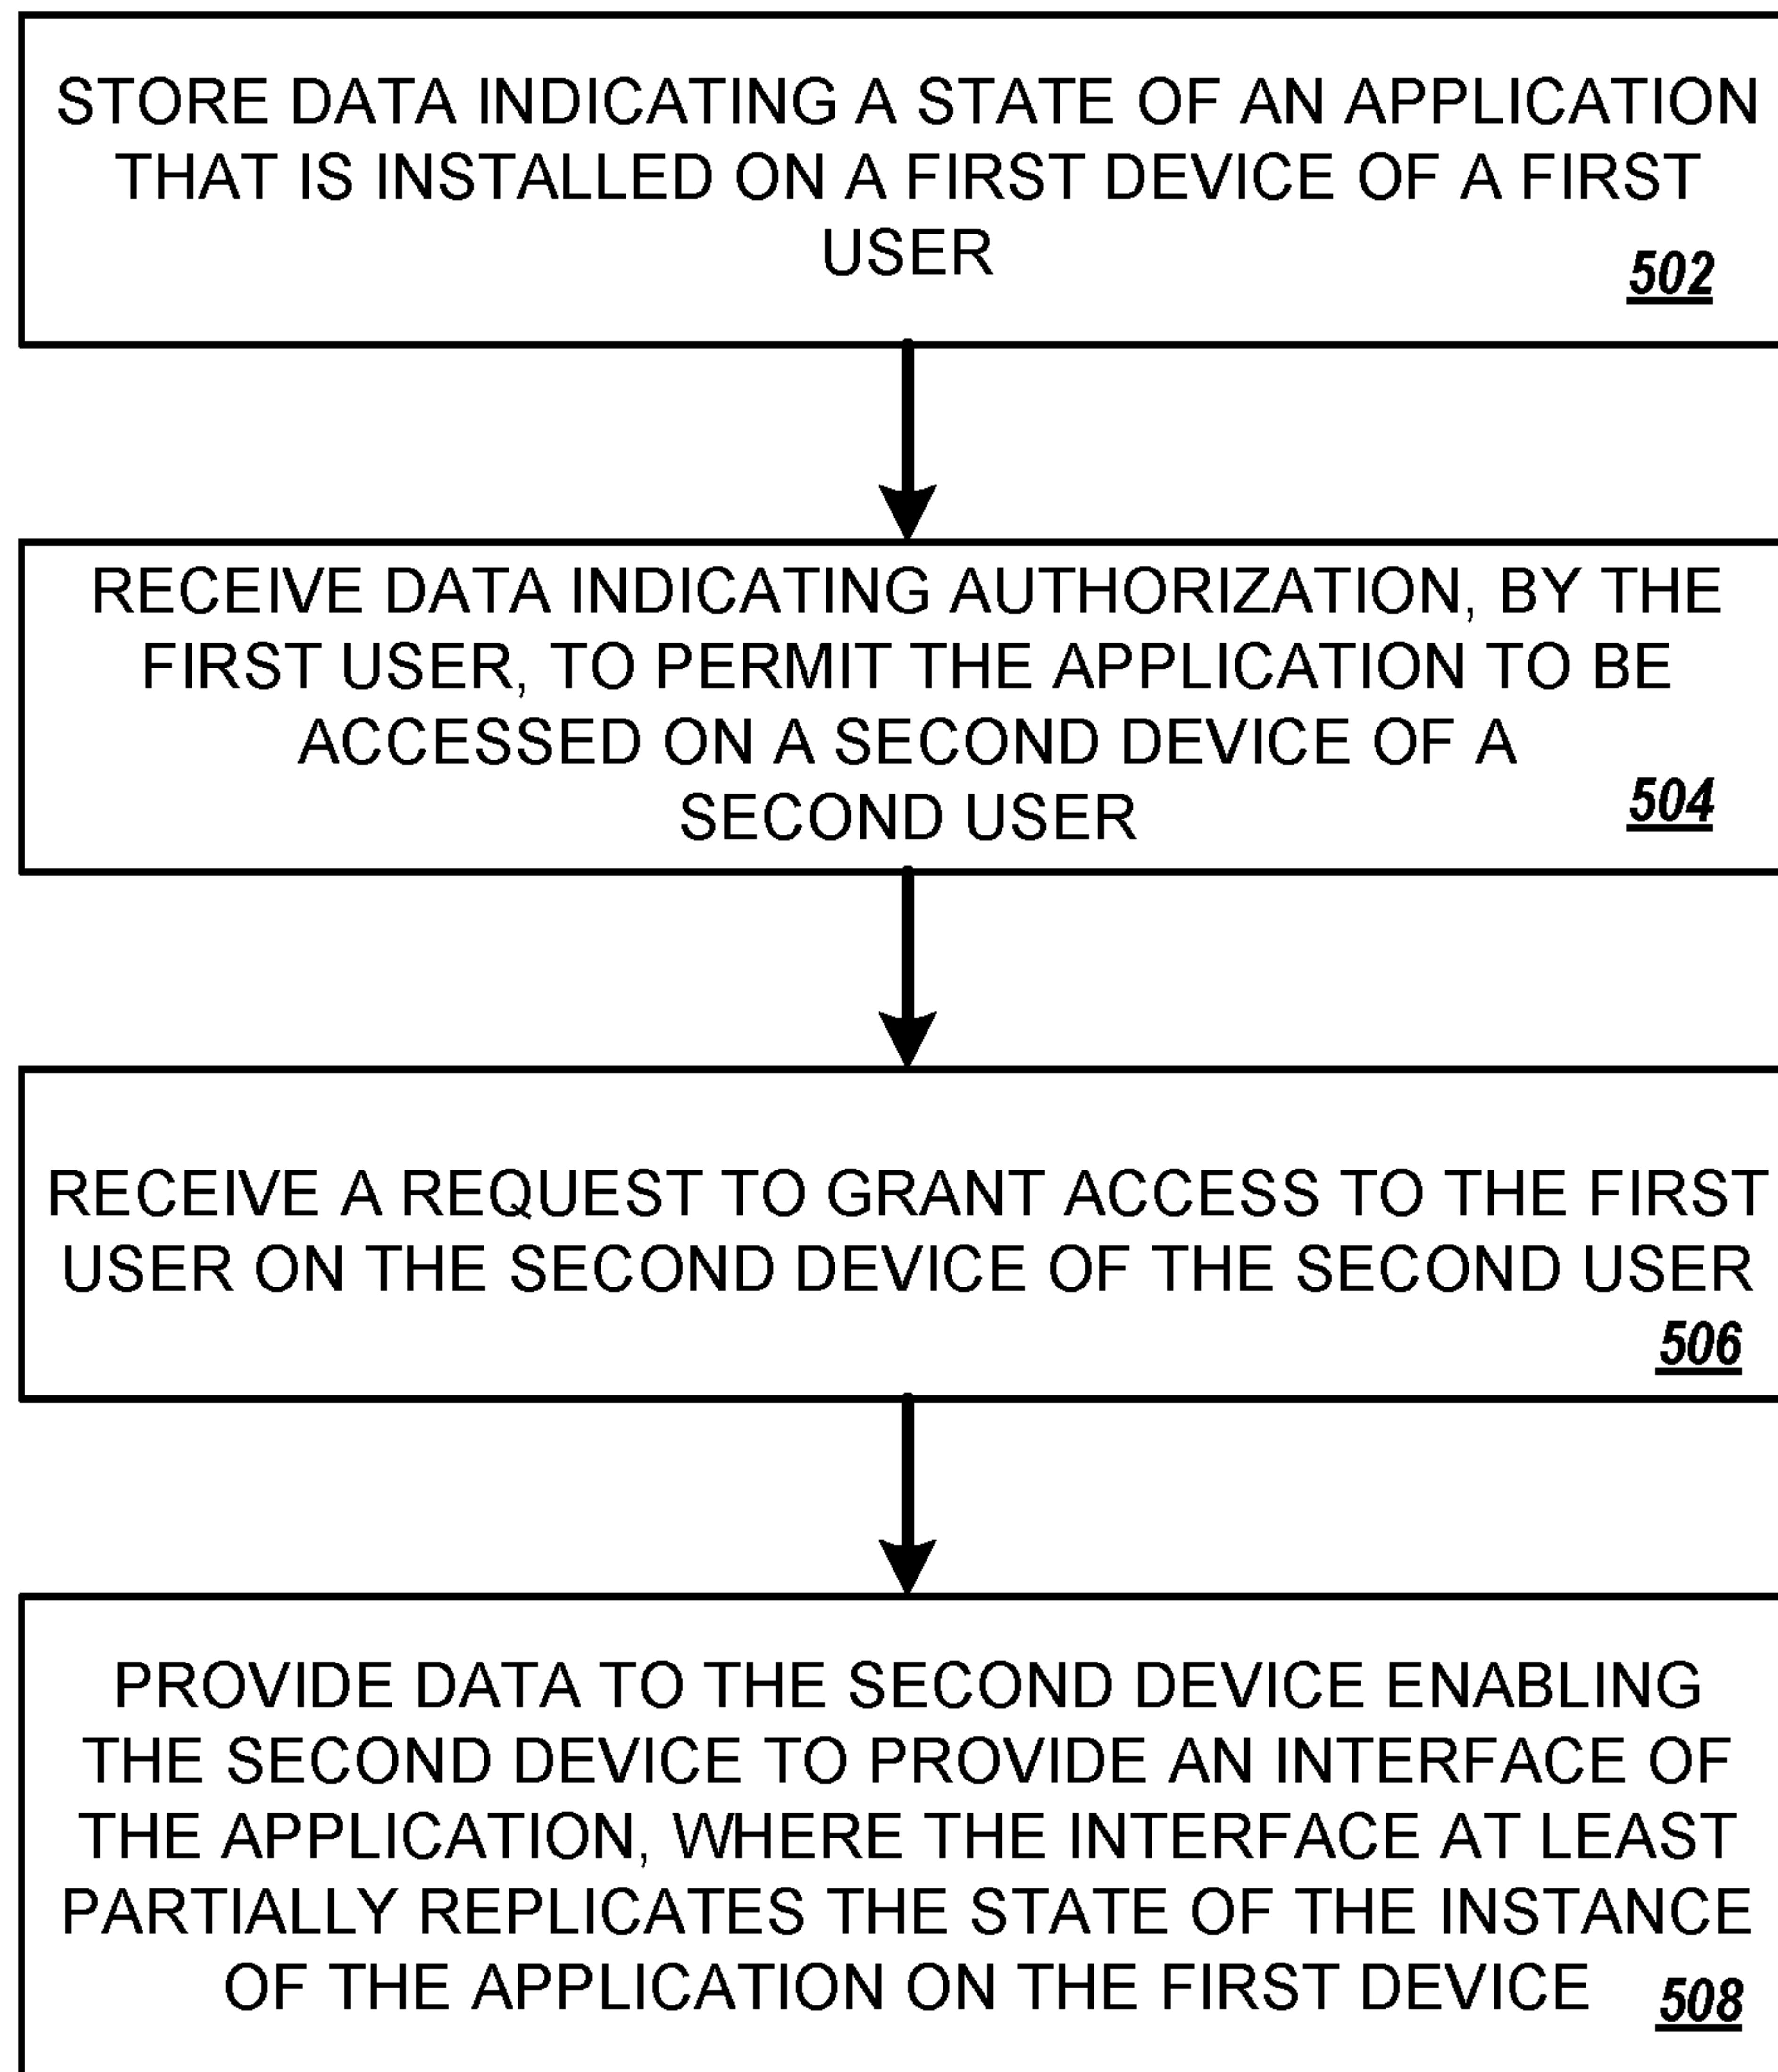 STORE DATA INDICATING A STATE OF AN APPLICATION
THAT IS INSTALLED ON A FIRST DEVICE OF A FIRST
USER
502
RECEIVE DATA INDICATING AUTHORIZATION, BY THE
FIRST USER, TO PERMIT THE APPLICATION TO BE
ACCESSED ON A SECOND DEVICE OF A
SECOND USER
504
RECEIVE A REQUEST TO GRANT ACCESS TO THE FIRST
USER ON THE SECOND DEVICE OF THE SECOND USER
506
PROVIDE DATA TO THE SECOND DEVICE ENABLING
THE SECOND DEVICE TO PROVIDE AN INTERFACE OF
THE APPLICATION, WHERE THE INTERFACE AT LEAST
PARTIALLY REPLICATES THE STATE OF THE INSTANCE
OF THE APPLICATION ON THE FIRST DEVICE
508